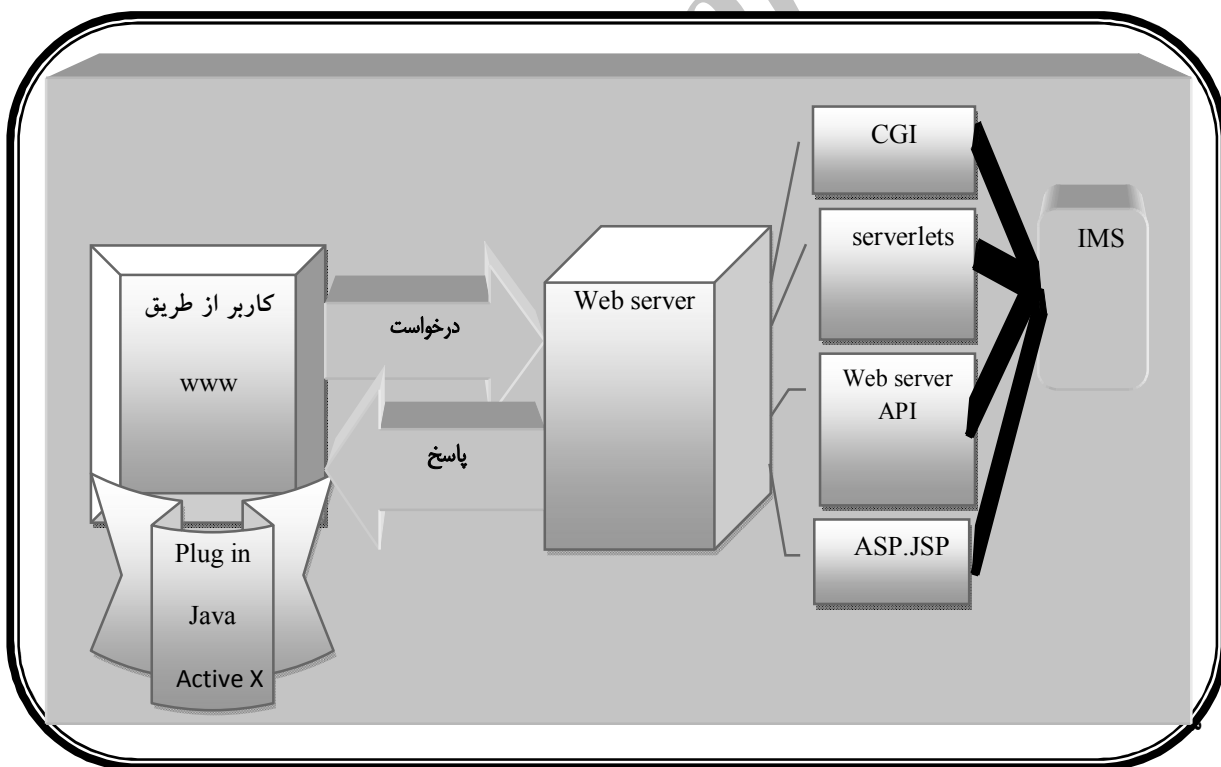 کاربر از طریق
www
Plug in
Java
Active X
درخواست
پاسخ
Web server
CGI
serverlets
Web server
API
ASP.JSP
IMS